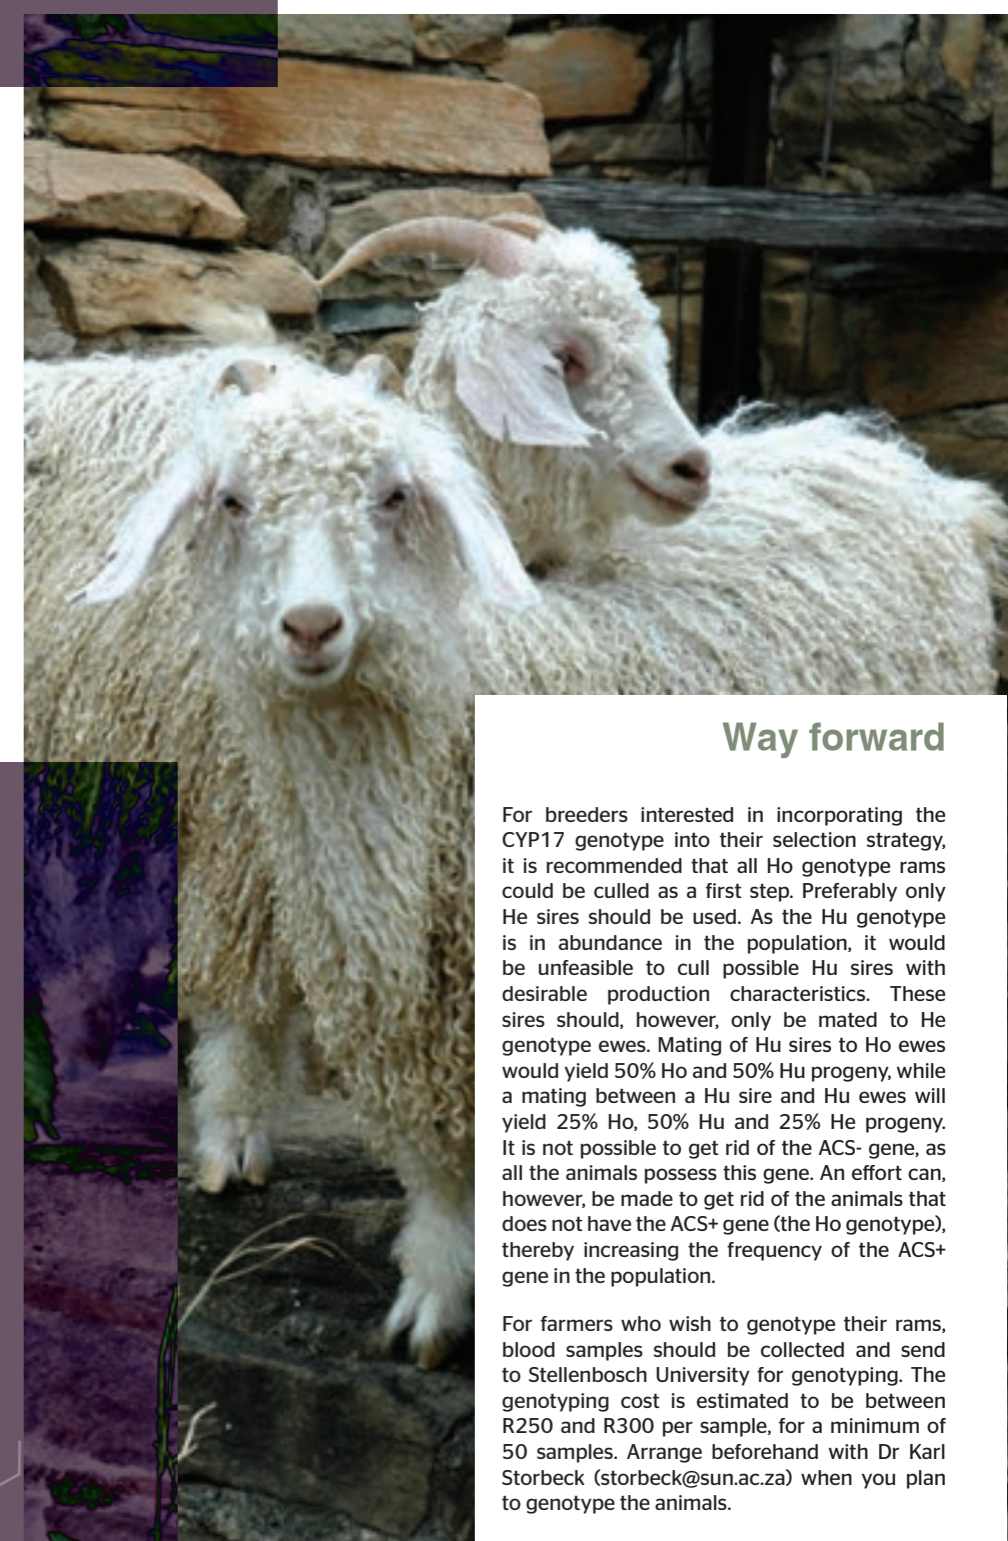 Way forward
For breeders interested in incorporating the
CYP17 genotype into their selection strategy,
it is recommended that all Ho genotype rams
could be culled as a first step. Preferably only
He sires should be used. As the Hu genotype
is in abundance in the population, it would
be unfeasible to cull possible Hu sires with
desirable production characteristics. These
sires should, however, only be mated to He
genotype ewes. Mating of Hu sires to Ho ewes
would yield 50% Ho and 50% Hu progeny, while
a mating between a Hu sire and Hu ewes will
yield 25% Ho, 50% Hu and 25% He progeny.
It is not possible to get rid of the ACS- gene, as
all the animals possess this gene. An effort can,
however, be made to get rid of the animals that
does not have the ACS+ gene (the Ho genotype),
thereby increasing the frequency of the ACS+
gene in the population.
For farmers who wish to genotype their rams,
blood samples should be collected and send
to Stellenbosch University for genotyping. The
genotyping cost is estimated to be between
R250 and R300 per sample, for a minimum of
50 samples. Arrange beforehand with Dr Karl
Storbeck (storbeck@sun.ac.za) when you plan
to genotype the animals.